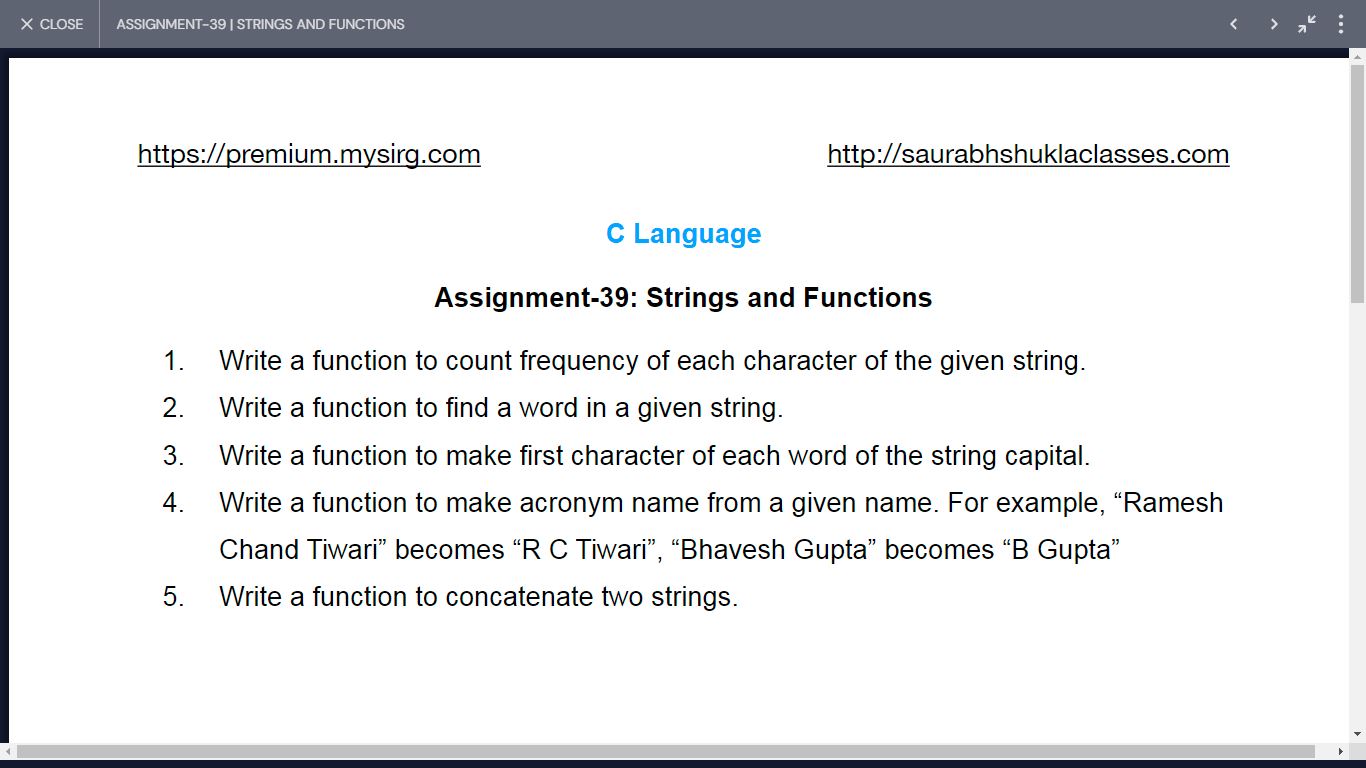 CLOSE ASSIGNMENT-39 | STRINGS AND FUNCTIONS
https://premium.mysirg.com http://saurabhshuklaclasses.com
C Language
Assignment-39: Strings and Functions
1. Write a function to count frequency of each character of the given string.
2. Write a function to find a word in a given string.
3. Write a function to make first character of each word of the string capital.
4. Write a function to make acronym name from a given name. For example, “Ramesh
Chand Tiwari” becomes “R C Tiwari”, “Bhavesh Gupta” becomes “B Gupta”
5. Write a function to concatenate two strings.